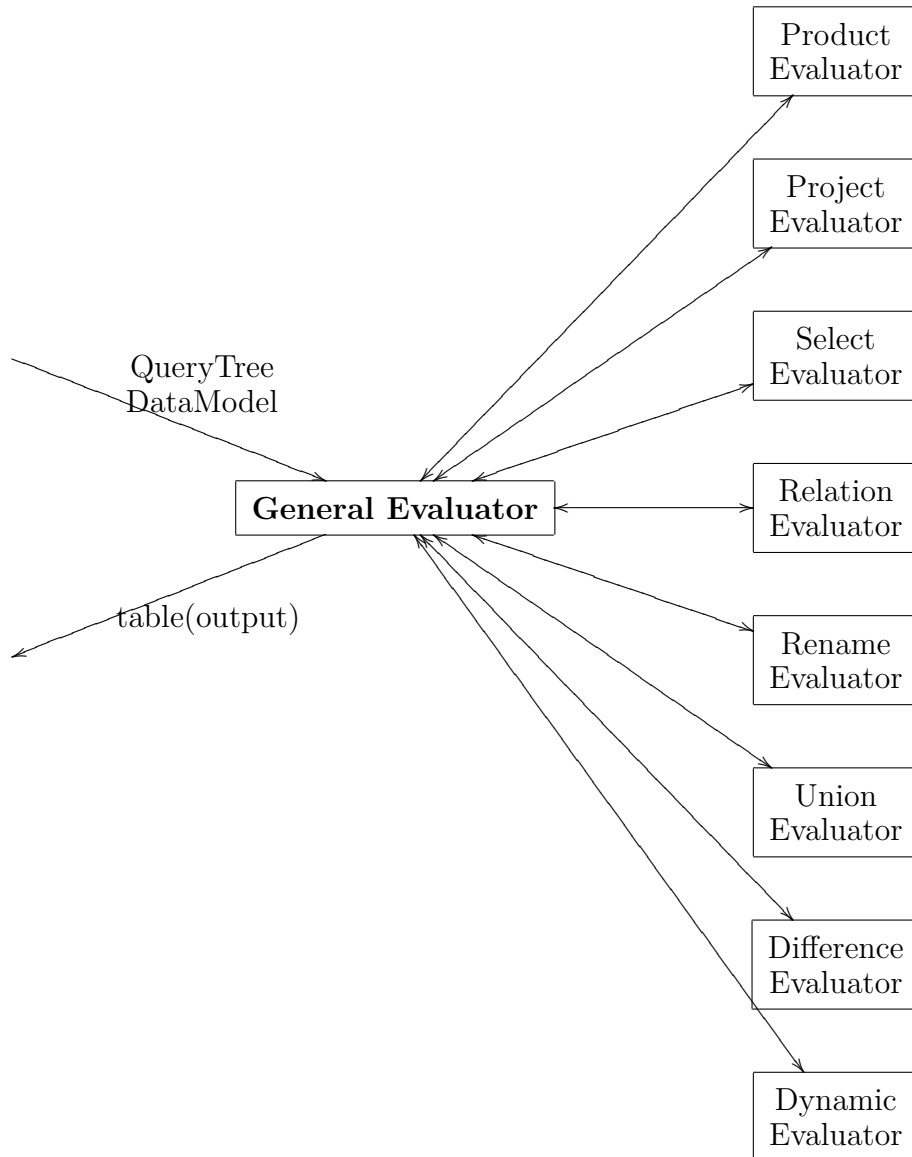 Product
Evaluator
Project
Evaluator
Select
Evaluator
QueryTree
DataModel
General Evaluator
Relation
Evaluator
table(output)
Rename
Evaluator
Union
Evaluator
Difference
Evaluator
Dynamic
Evaluator